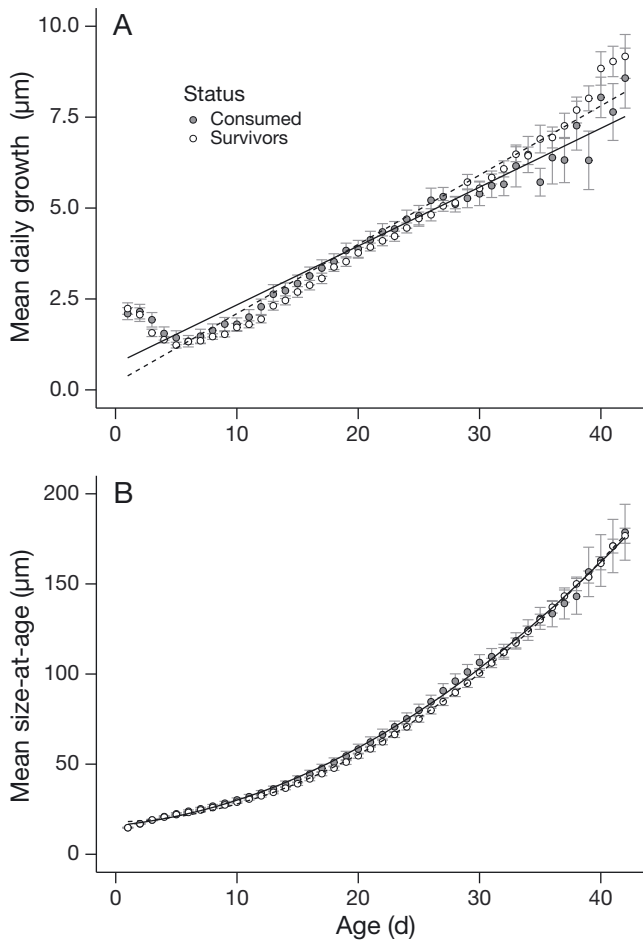 A
10.0
7.5
5.0
2.5
0.0
Mean daily growth (µm)
Status
Consumed
Survivors
0
10
20
30
40
B
200
150
100
50
0
Mean size-at-age (µm)
0
10
20
30
40
Age (d)